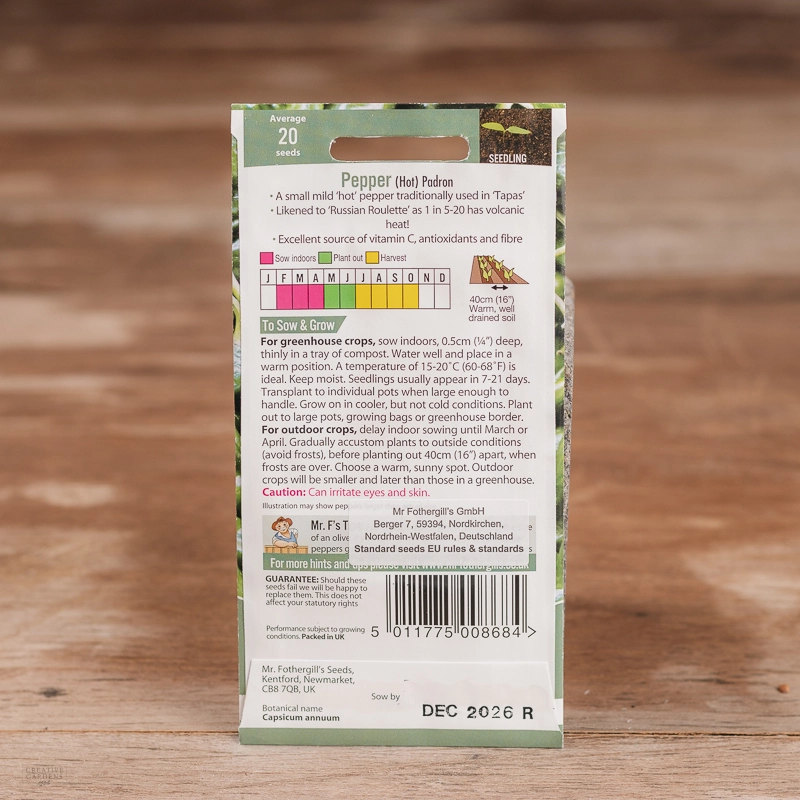 Average
20
seeds
SEEDLING
Pepper (Hot) Padron
• A small mild 'hot' pepper traditionally used in 'Tapas'
• Likened to 'Russian Roulette' as 1 in 5-20 has volcanic
heat!
• Excellent source of vitamin C, antioxidants and fibre
Sow indoors Plant out Harvest
J F M A M J J A S O N D
40cm (16")
Warm, well
drained soil
To Sow & Grow
For greenhouse crops, sow indoors, 0.5cm (¼") deep,
thinly in a tray of compost. Water well and place in a
warm position. A temperature of 15-20˚C (60-68˚F) is
ideal. Keep moist. Seedlings usually appear in 7-21 days.
Transplant to individual pots when large enough to
handle. Grow on in cooler, but not cold conditions. Plant
out to large pots, growing bags or greenhouse border.
For outdoor crops, delay indoor sowing until March or
April. Gradually accustom plants to outside conditions
(avoid frosts), before planting out 40cm (16") apart, when
frosts are over. Choose a warm, sunny spot. Outdoor
crops will be smaller and later than those in a greenhouse.
Caution: Can irritate eyes and skin.
Illustration may show
Mr Fothergill's GmbH
Berger 7, 59394, Nordkirchen,
Nordrhein-Westfalen, Deutschland
Standard seeds EU rules & standards
Mr. F's
of an
peppers
For more hints and tips please visit www.mr-fothergills.co.uk
GUARANTEE: Should these
seeds fail we will be happy to
replace them. This does not
affect your statutory rights
Performance subject to growing
conditions. Packed in UK
5 011775 008684 >
Mr. Fothergill's Seeds,
Kentford, Newmarket,
CB8 7QB, UK
Sow by
DEC 2026 R
Botanical name
Capsicum annuum
CREATIVE
GARDENS